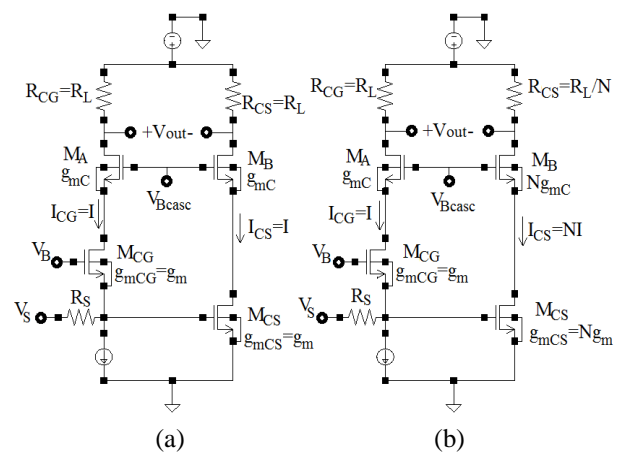 R_CG=R_L
R_CS=R_L
+Vout-
M_A
g_mC
M_B
g_mC
V_Bcasc
I_CG=I
I_CS=I
V_B
M_CG
g_mCG=g_m
V_S
R_S
M_CS
g_mCS=g_m
(a)
R_CG=R_L
R_CS=R_L/N
+Vout-
M_A
g_mC
M_B
Ng_mC
V_Bcasc
I_CG=I
I_CS=NI
V_B
M_CG
g_mCG=g_m
V_S
R_S
M_CS
g_mCS=Ng_m
(b)